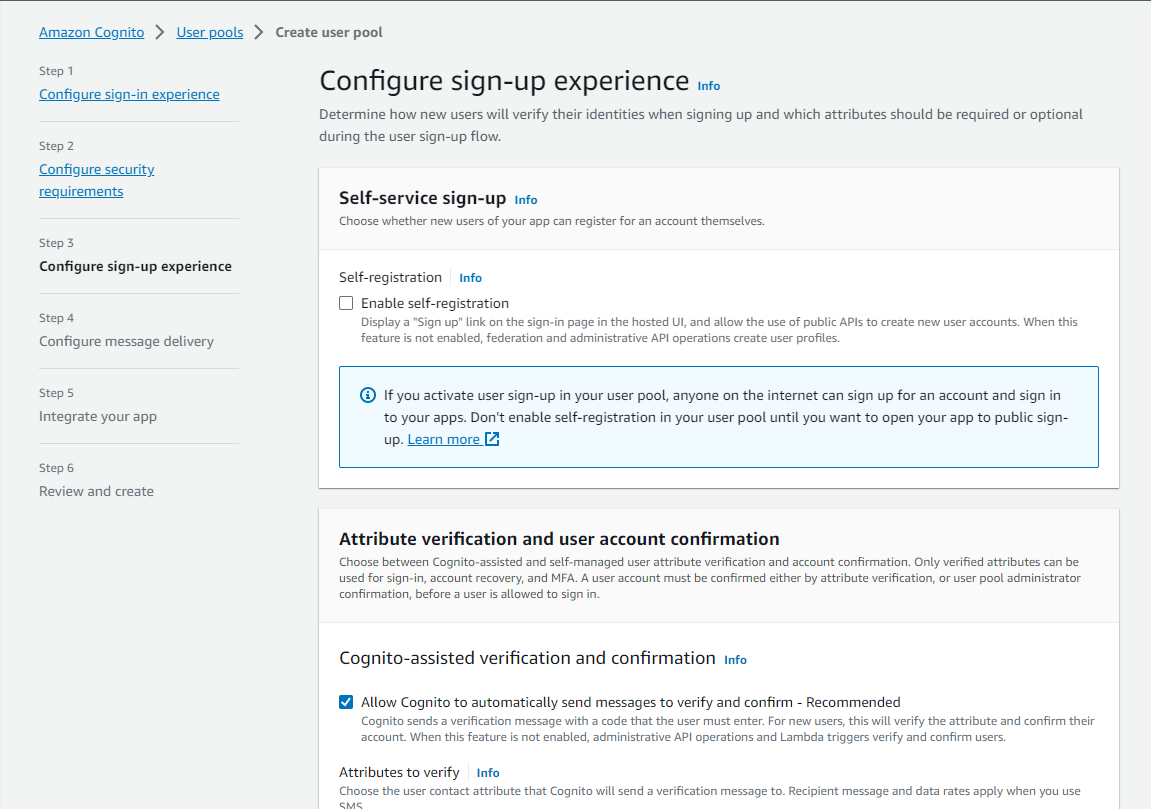 Amazon Cognito > User pools > Create user pool
Step 1
Configure sign-in experience
Step 2
Configure security
requirements
Step 3
Configure sign-up experience
Step 4
Configure message delivery
Step 5
Integrate your app
Step 6
Review and create
Configure sign-up experience Info
Determine how new users will verify their identities when signing up and which attributes should be required or optional
during the user sign-up flow.
Self-service sign-up Info
Choose whether new users of your app can register for an account themselves.
Self-registration Info
Enable self-registration
Display a "Sign up" link on the sign-in page in the hosted UI, and allow the use of public APIs to create new user accounts. When this
feature is not enabled, federation and administrative API operations create user profiles.
If you activate user sign-up in your user pool, anyone on the internet can sign up for an account and sign in
to your apps. Don't enable self-registration in your user pool until you want to open your app to public sign-
up. Learn more
Attribute verification and user account confirmation
Choose between Cognito-assisted and self-managed user attribute verification and account confirmation. Only verified attributes can be
used for sign-in, account recovery, and MFA. A user account must be confirmed either by attribute verification, or user pool administrator
confirmation, before a user is allowed to sign in.
Cognito-assisted verification and confirmation Info
Allow Cognito to automatically send messages to verify and confirm - Recommended
Cognito sends a verification message with a code that the user must enter. For new users, this will verify the attribute and confirm their
account. When this feature is not enabled, administrative API operations and Lambda triggers verify and confirm users.
Attributes to verify Info
Choose the user contact attribute that Cognito will send a verification message to. Recipient message and data rates apply when you use
SMS